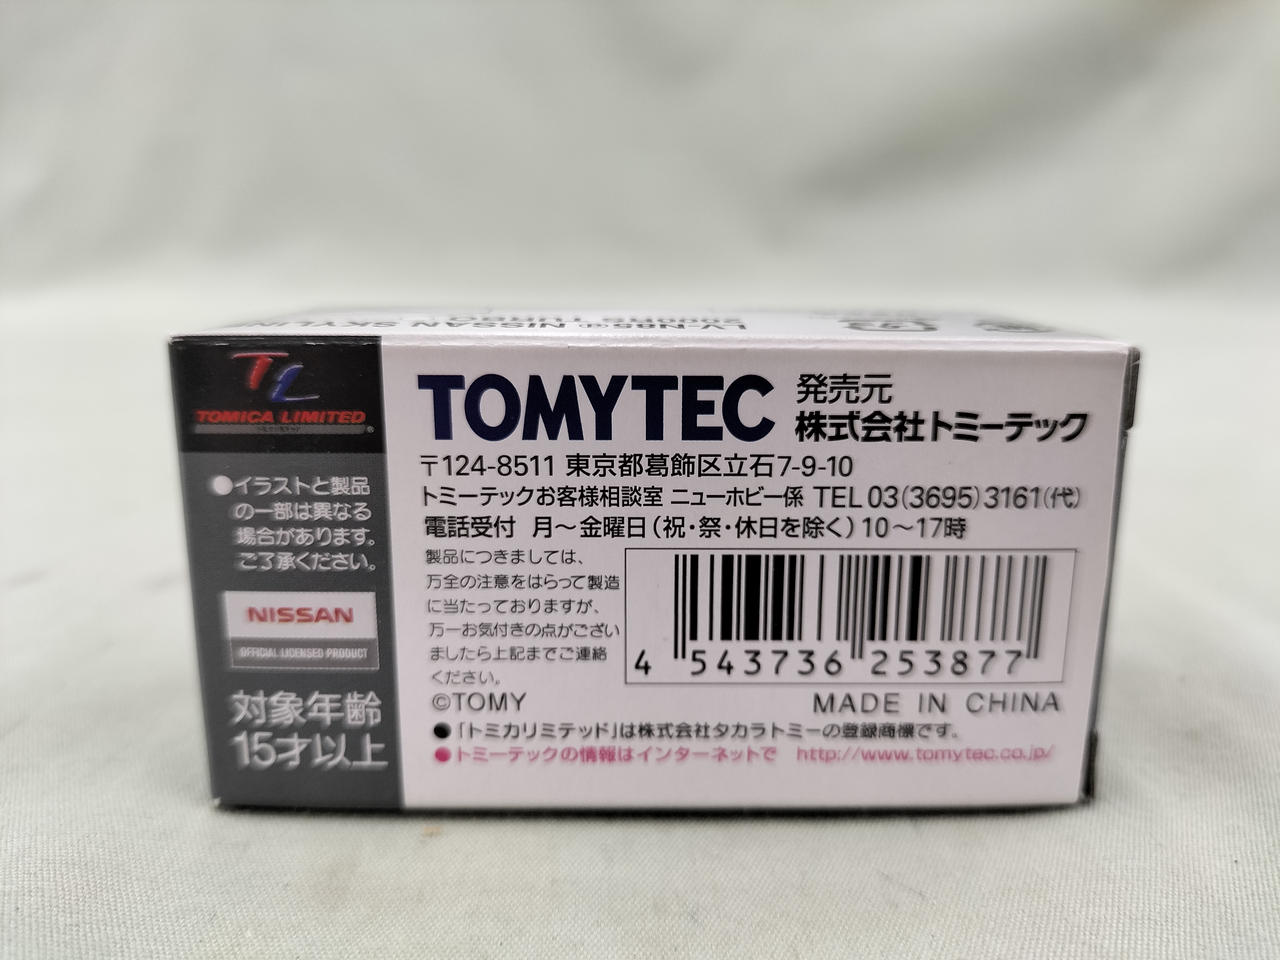 LV-N85 NISSAN SKYLIN
2000RS TURBO
TL
TOMICA LIMITED
●イラストと製品
の一部は異なる
場合があります。
ご了承ください。
NISSAN
OFFICIAL LICENSED PRODUCT
対象年齢
15才以上
TOMYTEC 発売元
株式会社トミーテック
〒124-8511 東京都葛飾区立石7-9-10
トミーテックお客様相談室 ニューホビー係 TEL 03(3695)3161(代)
電話受付 月〜金曜日(祝・祭・休日を除く)10〜17時
製品につきましては、
万全の注意をはらって製造
に当たっておりますが、
万一お気付きの点がござい
ましたら上記までご連絡
ください。
4 543736 253877
©TOMY MADE IN CHINA
●「トミカリミテッド」は株式会社タカラトミーの登録商標です。
●トミーテックの情報はインターネットで http://www.tomytec.co.jp/